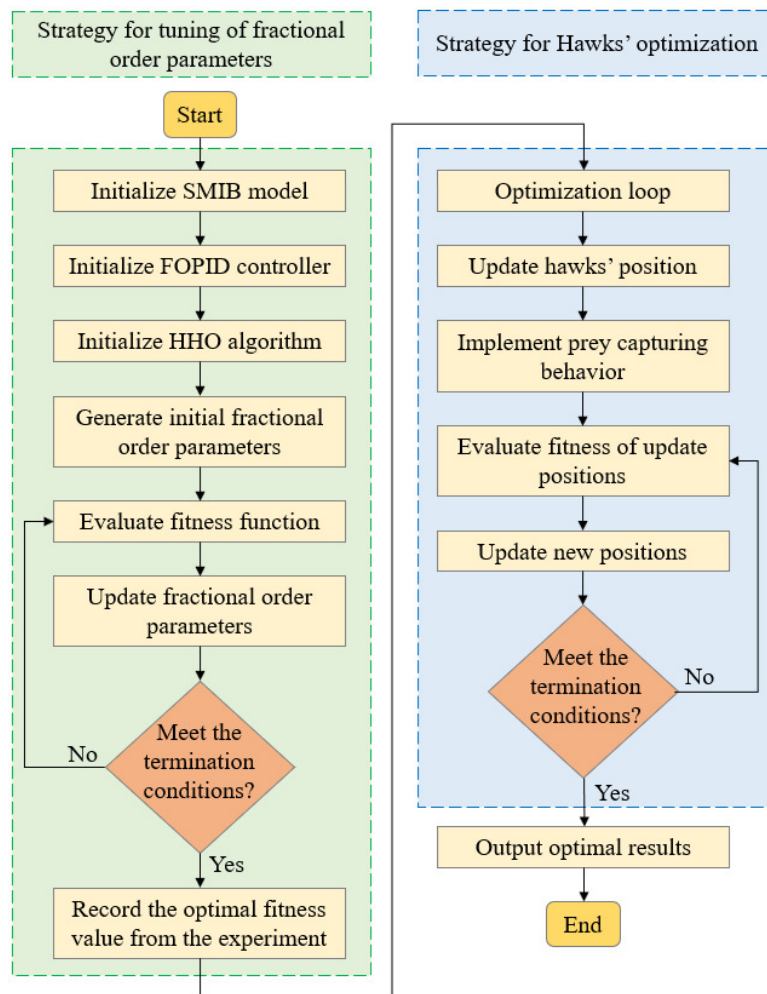 Strategy for tuning of fractional
order parameters
Start
Initialize SMIB model
Initialize FOPID controller
Initialize HHO algorithm
Generate initial fractional
order parameters
Evaluate fitness function
Update fractional order
parameters
Meet the
termination
conditions?
No
Yes
Record the optimal fitness
value from the experiment
Strategy for Hawks' optimization
Optimization loop
Update hawks' position
Implement prey capturing
behavior
Evaluate fitness of update
positions
Update new positions
Meet the
termination
conditions?
No
Yes
Output optimal results
End